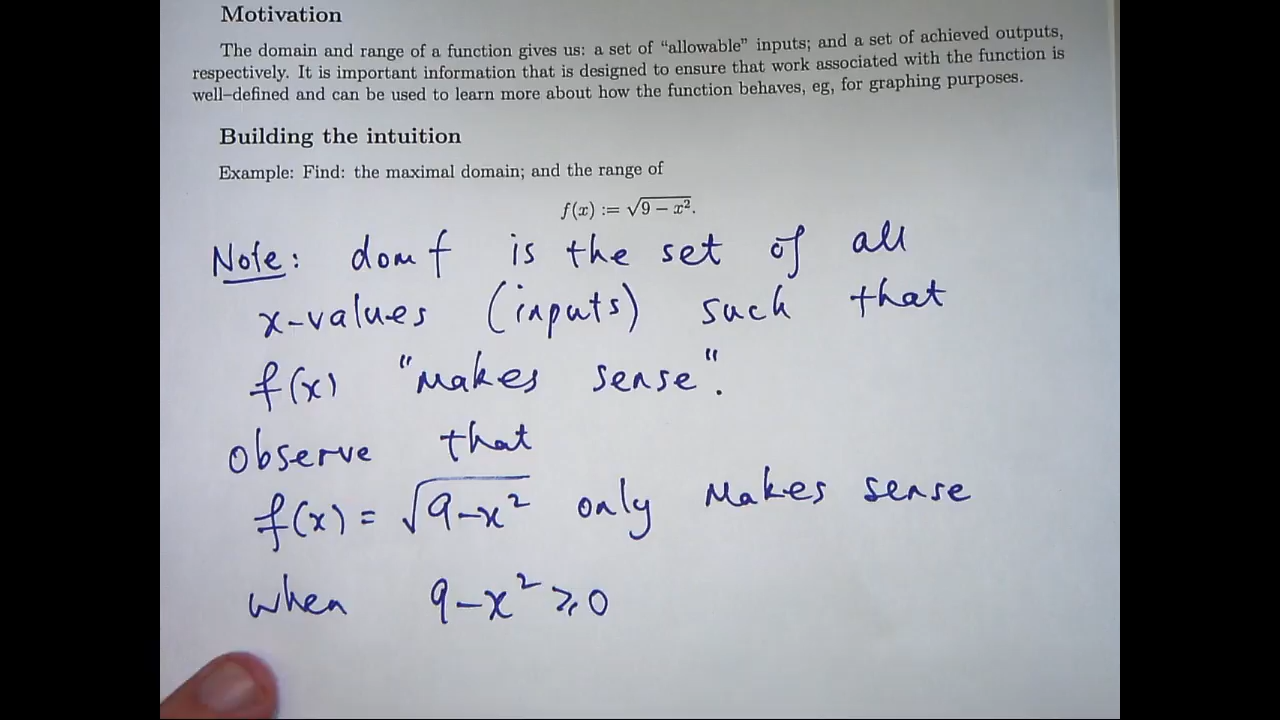 Motivation
The domain and range of a function gives us: a set of “allowable” inputs; and a set of achieved outputs,
respectively. It is important information that is designed to ensure that work associated with the function is
well–defined and can be used to learn more about how the function behaves, eg, for graphing purposes.
Building the intuition
Example: Find: the maximal domain; and the range of
f(x) := √(9 − x²).
Note: dom f is the set of all
x-values (inputs) such that
f(x) "makes sense".
observe that
f(x) = √(9-x²) only makes sense
when 9-x² ⩾ 0